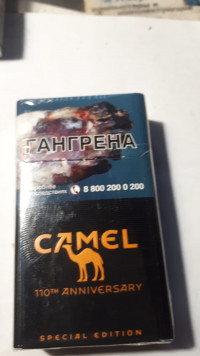 ГАНГРЕНА
8 800 200 0 200
CAMEL
110TH ANNIVERSARY
SPECIAL EDITION